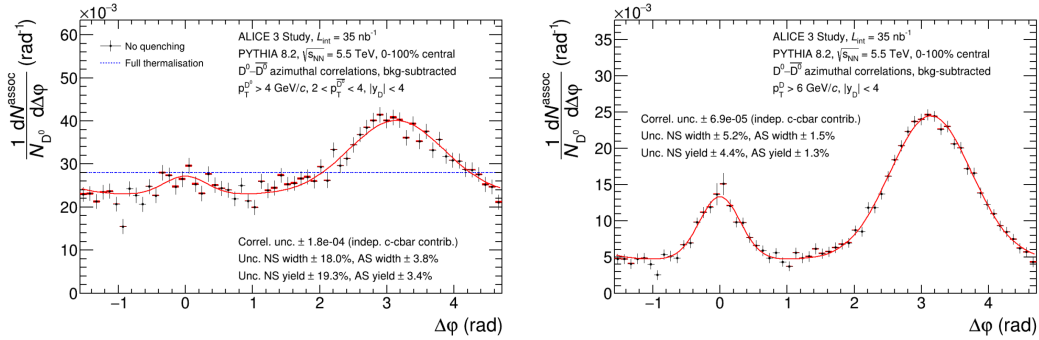 ×10⁻³
60
50
40
30
20
10
0
1/N_D⁰ dN^assoc/dΔφ (rad⁻¹)
No quenching
Full thermalisation
ALICE 3 Study, L_int = 35 nb⁻¹
PYTHIA 8.2, √s_NN = 5.5 TeV, 0-100% central
D⁰−D̅⁰ azimuthal correlations, bkg-subtracted
p_T^D⁰ > 4 GeV/c, 2 < p_T^D̅⁰ < 4, |y_D| < 4
Correl. unc. ± 1.8e-04 (indep. c-cbar contrib.)
Unc. NS width ± 18.0%, AS width ± 3.8%
Unc. NS yield ± 19.3%, AS yield ± 3.4%
−1 0 1 2 3 4
Δφ (rad)
×10⁻³
35
30
25
20
15
10
5
0
1/N_D⁰ dN^assoc/dΔφ (rad⁻¹)
ALICE 3 Study, L_int = 35 nb⁻¹
PYTHIA 8.2, √s_NN = 5.5 TeV, 0-100% central
D⁰−D̅⁰ azimuthal correlations, bkg-subtracted
p_T^D > 6 GeV/c, |y_D| < 4
Correl. unc. ± 6.9e-05 (indep. c-cbar contrib.)
Unc. NS width ± 5.2%, AS width ± 1.5%
Unc. NS yield ± 4.4%, AS yield ± 1.3%
−1 0 1 2 3 4
Δφ (rad)